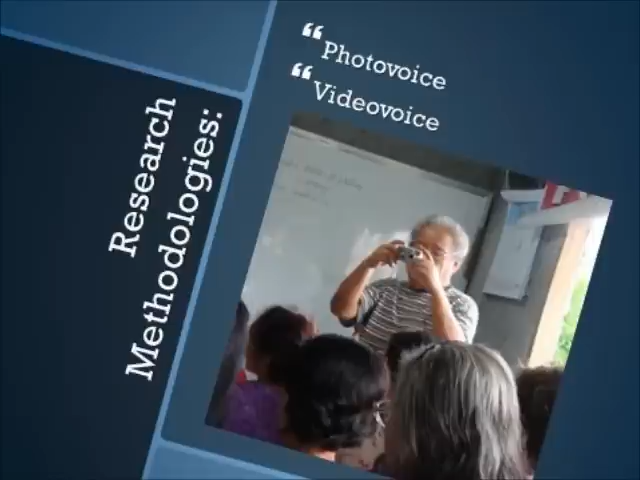 Research
Methodologies:
❝ Photovoice
❝ Videovoice